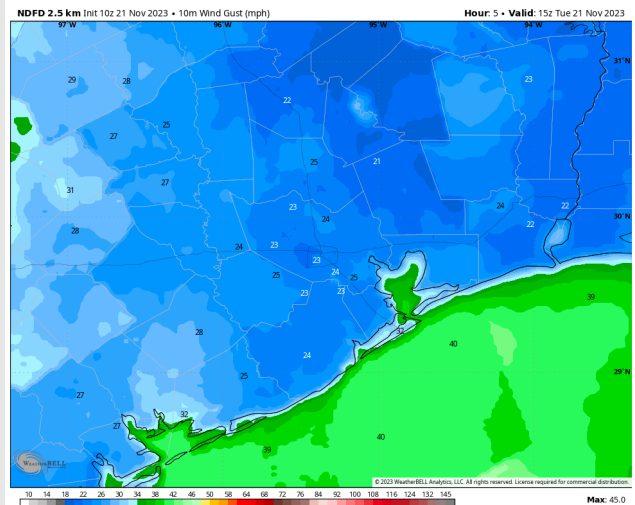 NDFD 2.5 km Init 10z 21 Nov 2023 • 10m Wind Gust (mph)
Hour: 5 • Valid: 15z Tue 21 Nov 2023
97°W 96°W 95°W 94°W
31°N
29 28 23
22
27 25
25 21
31 27
23 24 24 22
30°N
28 22
24 23
23
25 24 25
23 23
39
28 32
40
24
29°N
25
27
32
27
40
39
WeatherBELL
© 2023 WeatherBELL Analytics, LLC. All rights reserved. License required for commercial distribution.
10 14 18 22 26 30 34 38 42 46 50 54 58 64 68 72 76 84 92 100 108 116 124 132 145
Max: 45.0